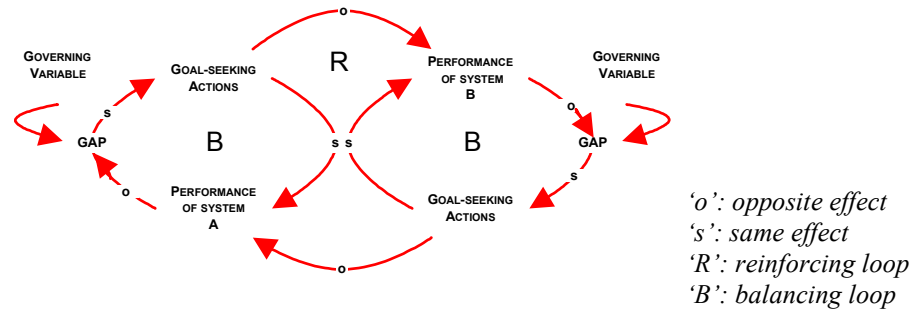 o
GOVERNING
VARIABLE
GOAL-SEEKING
ACTIONS
R
PERFORMANCE
OF SYSTEM
B
GOVERNING
VARIABLE
s
o
GAP
B
s s
B
GAP
o
s
PERFORMANCE
OF SYSTEM
A
GOAL-SEEKING
ACTIONS
o
‘o’: opposite effect
‘s’: same effect
‘R’: reinforcing loop
‘B’: balancing loop